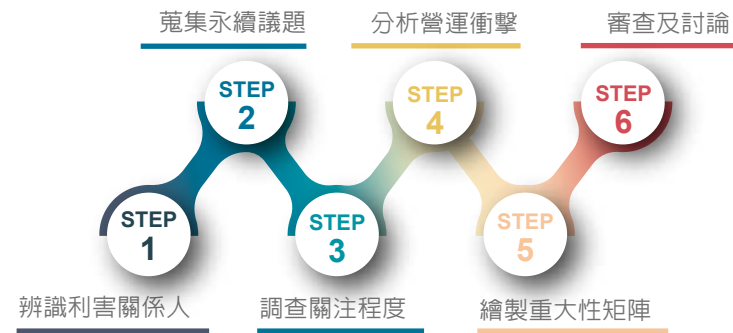 蒐集永續議題
分析營運衝擊
審查及討論
STEP
2
STEP
4
STEP
6
STEP
1
STEP
3
STEP
5
辨識利害關係人
調查關注程度
繪製重大性矩陣